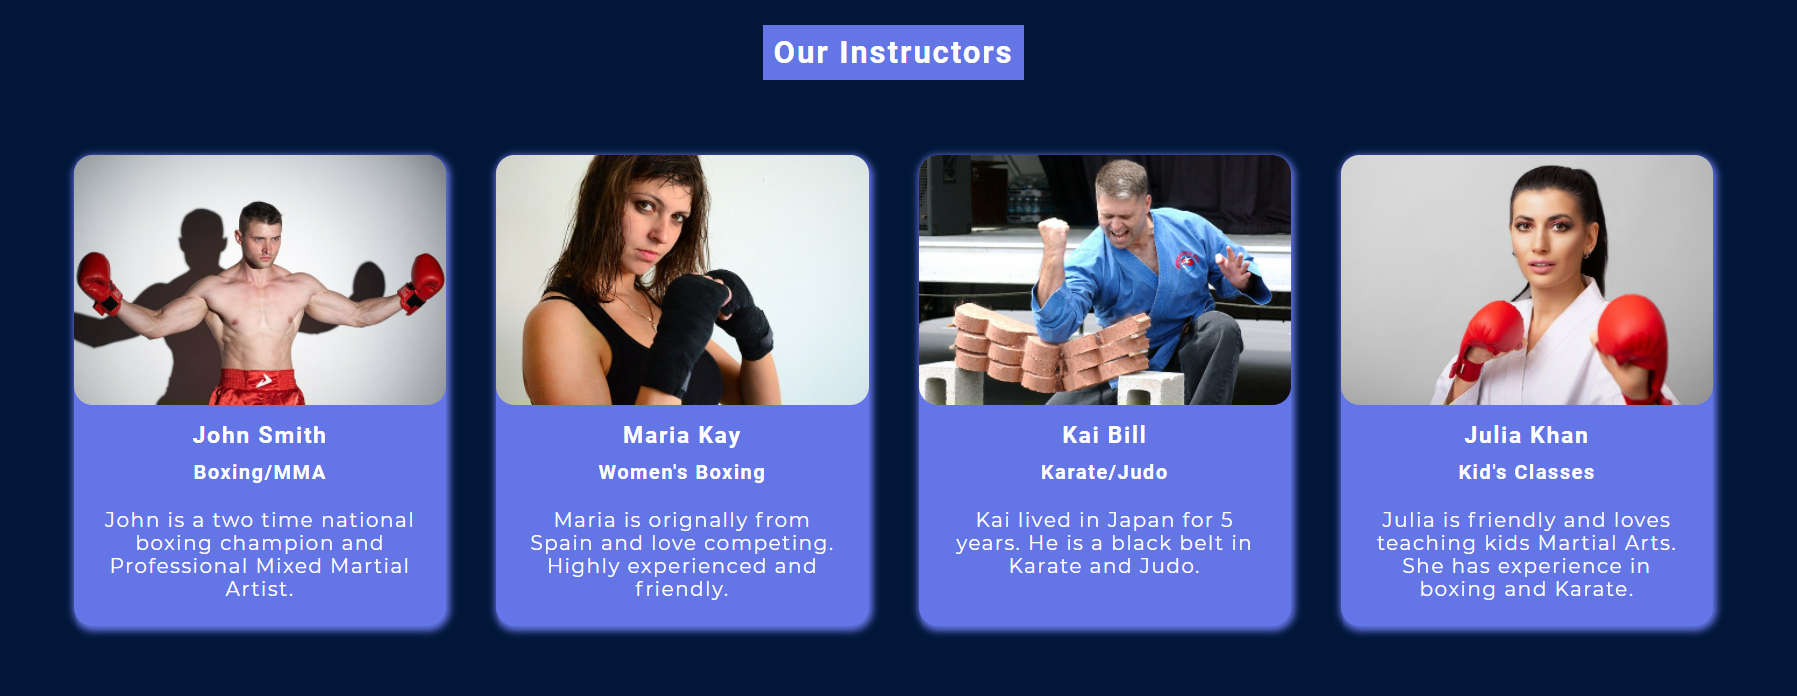 Our Instructors
John Smith
Boxing/MMA
John is a two time national
boxing champion and
Professional Mixed Martial
Artist.
Maria Kay
Women's Boxing
Maria is orignally from
Spain and love competing.
Highly experienced and
friendly.
Kai Bill
Karate/Judo
Kai lived in Japan for 5
years. He is a black belt in
Karate and Judo.
Julia Khan
Kid's Classes
Julia is friendly and loves
teaching kids Martial Arts.
She has experience in
boxing and Karate.